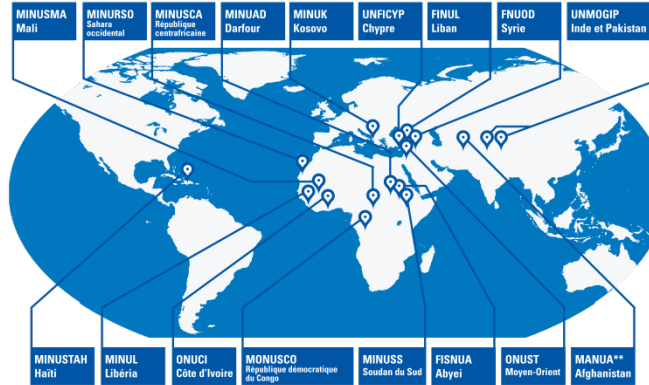 MINUSMA
Mali
MINURSO
Sahara
occidental
MINUSCA
République
centrafricaine
MINUAD
Darfour
MINUK
Kosovo
UNFICYP
Chypre
FINUL
Liban
FNUOD
Syrie
UNMOGIP
Inde et Pakistan
MINUSTAH
Haïti
MINUL
Libéria
ONUCI
Côte d'Ivoire
MONUSCO
République démocratique
du Congo
MINUSS
Soudan du Sud
FISNUA
Abyei
ONUST
Moyen-Orient
MANUA**
Afghanistan